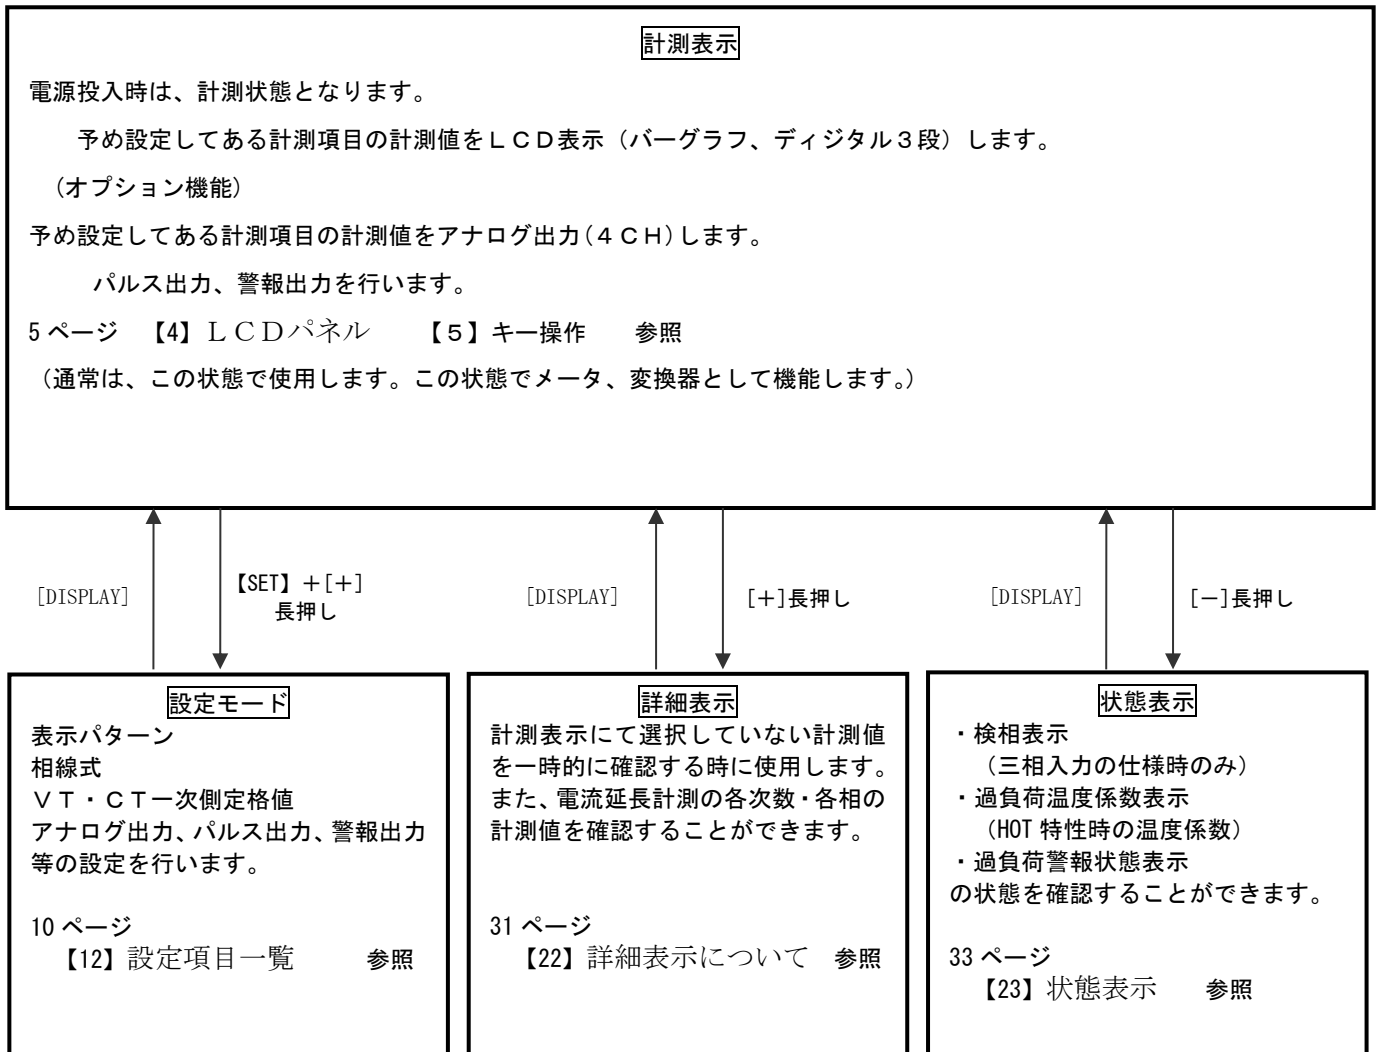 計測表示
電源投入時は、計測状態となります。
予め設定してある計測項目の計測値をLCD表示（バーグラフ、ディジタル3段）します。
(オプション機能)
予め設定してある計測項目の計測値をアナログ出力(4CH)します。
パルス出力、警報出力を行います。
5 ページ 【4】LCDパネル 【5】キー操作 参照
（通常は、この状態で使用します。この状態でメータ、変換器として機能します。）
[DISPLAY]
【SET】+[+]
長押し
[DISPLAY]
[+]長押し
[DISPLAY]
[－]長押し
設定モード
表示パターン
相線式
VT・CT一次側定格値
アナログ出力、パルス出力、警報出力
等の設定を行います。
10 ページ
【12】設定項目一覧 参照
詳細表示
計測表示にて選択していない計測値
を一時的に確認する時に使用します。
また、電流延長計測の各次数・各相の
計測値を確認することができます。
31 ページ
【22】詳細表示について 参照
状態表示
・検相表示
（三相入力の仕様時のみ）
・過負荷温度係数表示
（HOT 特性時の温度係数）
・過負荷警報状態表示
の状態を確認することができます。
33 ページ
【23】状態表示 参照